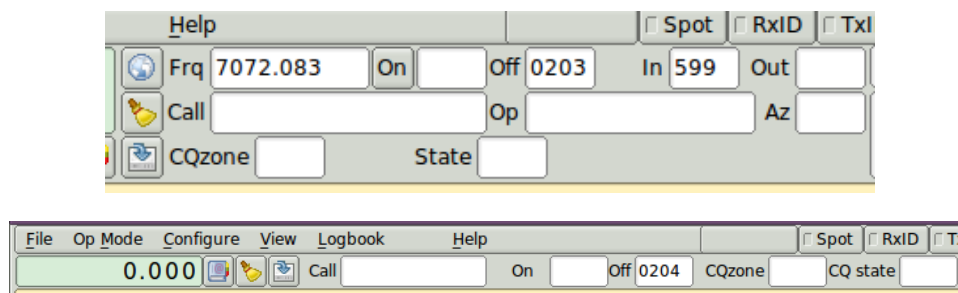 Help Spot RxID TxI
Frq 7072.083 On Off 0203 In 599 Out
Call Op Az
CQzone State
File Op Mode Configure View Logbook Help Spot RxID T
0.000 Call On Off 0204 CQzone CQ state